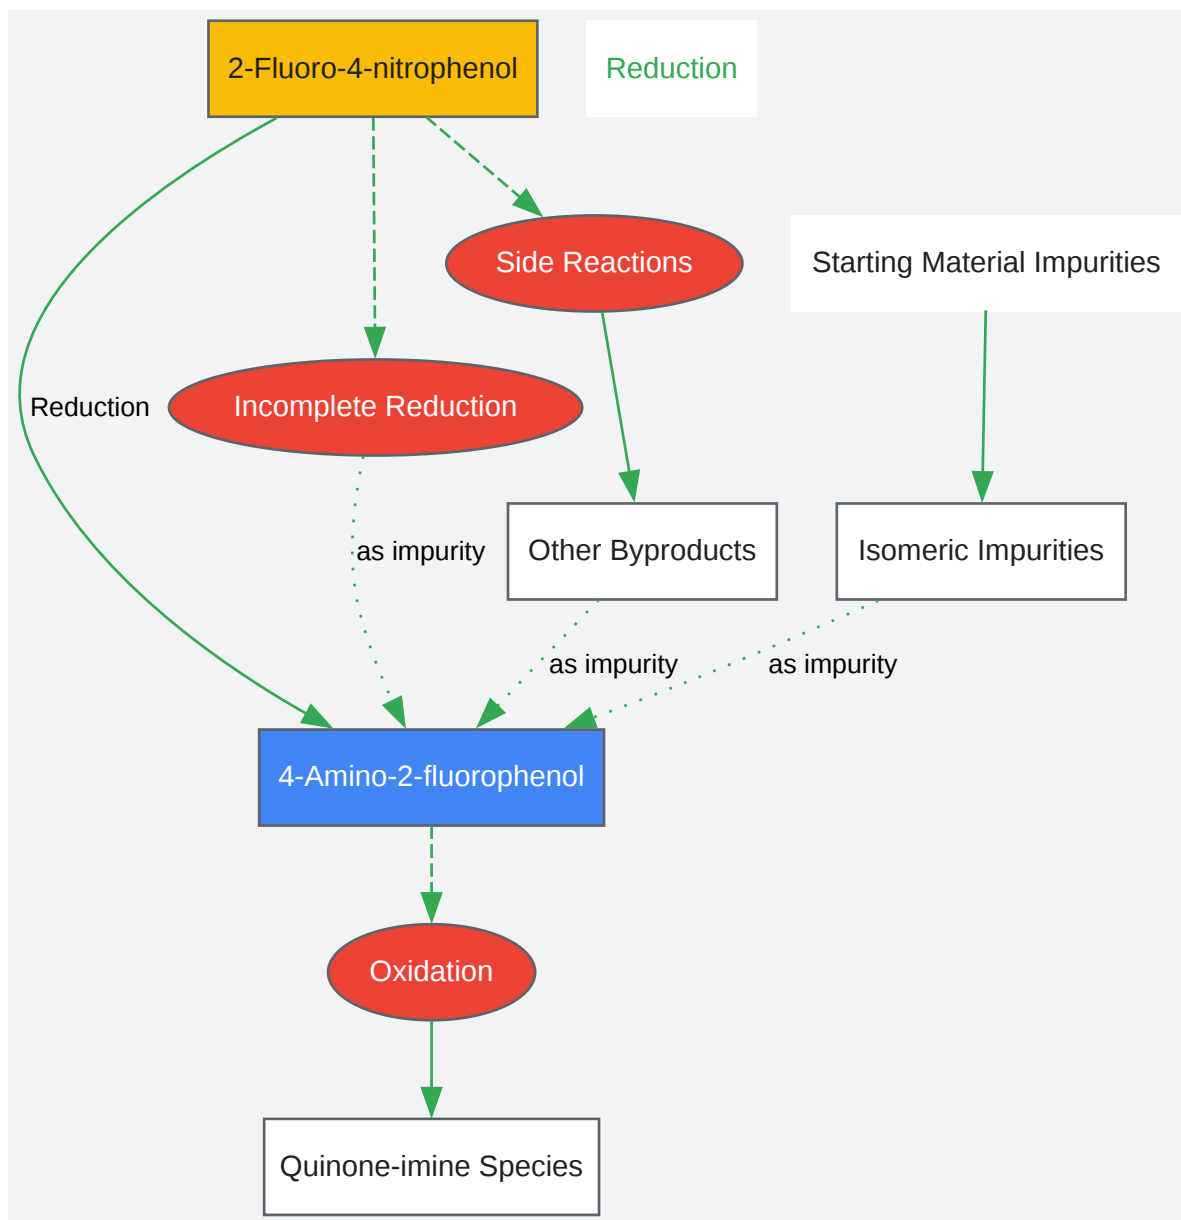 2-Fluoro-4-nitrophenol
Reduction
Side Reactions
Starting Material Impurities
Reduction
Incomplete Reduction
as impurity
Other Byproducts
Isomeric Impurities
as impurity
as impurity
4-Amino-2-fluorophenol
Oxidation
Quinone-imine Species